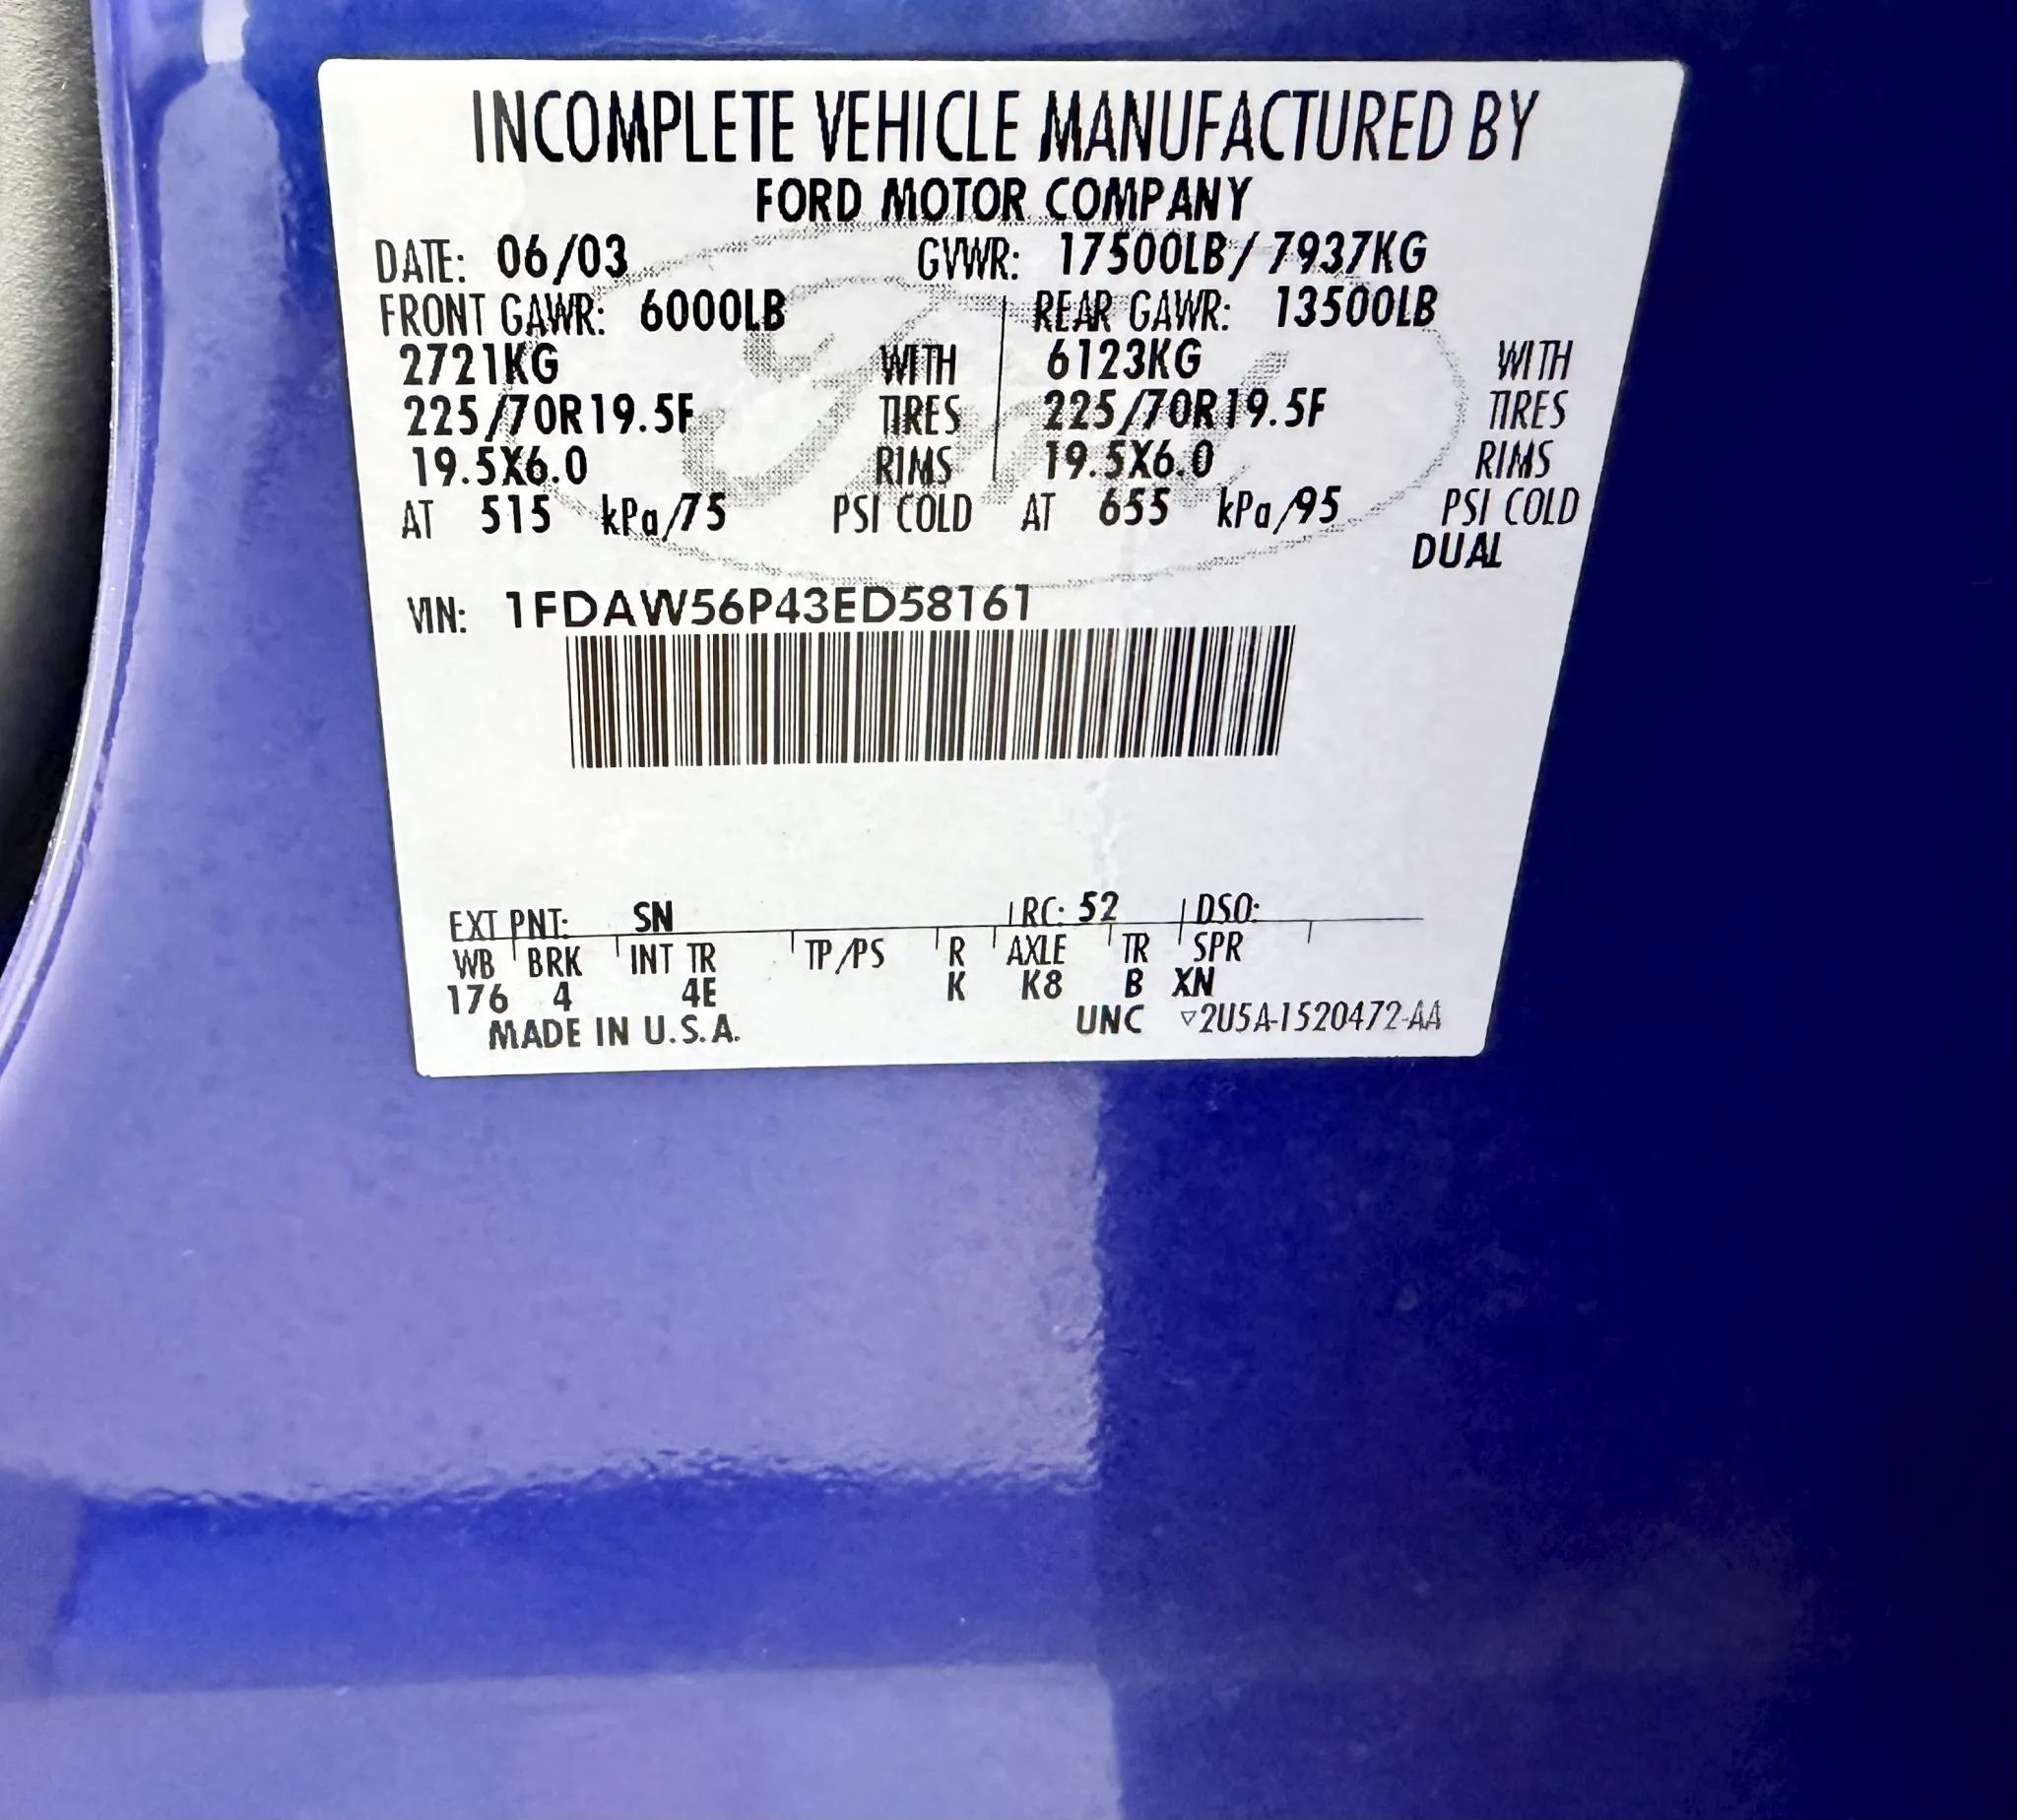 INCOMPLETE VEHICLE MANUFACTURED BY
FORD MOTOR COMPANY
DATE: 06/03 GVWR: 17500LB/ 7937KG
FRONT GAWR: 6000LB REAR GAWR: 13500LB
2721KG WITH 6123KG WITH
225/70R19.5F TIRES 225/70R19.5F TIRES
19.5X6.0 RIMS 19.5X6.0 RIMS
AT 515 kPa/75 PSI COLD AT 655 kPa/95 PSI COLD
DUAL
VIN: 1FDAW56P43ED58161
EXT PNT: SN RC: 52 DSO:
WB BRK INT TR TP/PS R AXLE TR SPR
176 4 4E K K8 B XN
MADE IN U.S.A. UNC ▽2U5A-1520472-AA